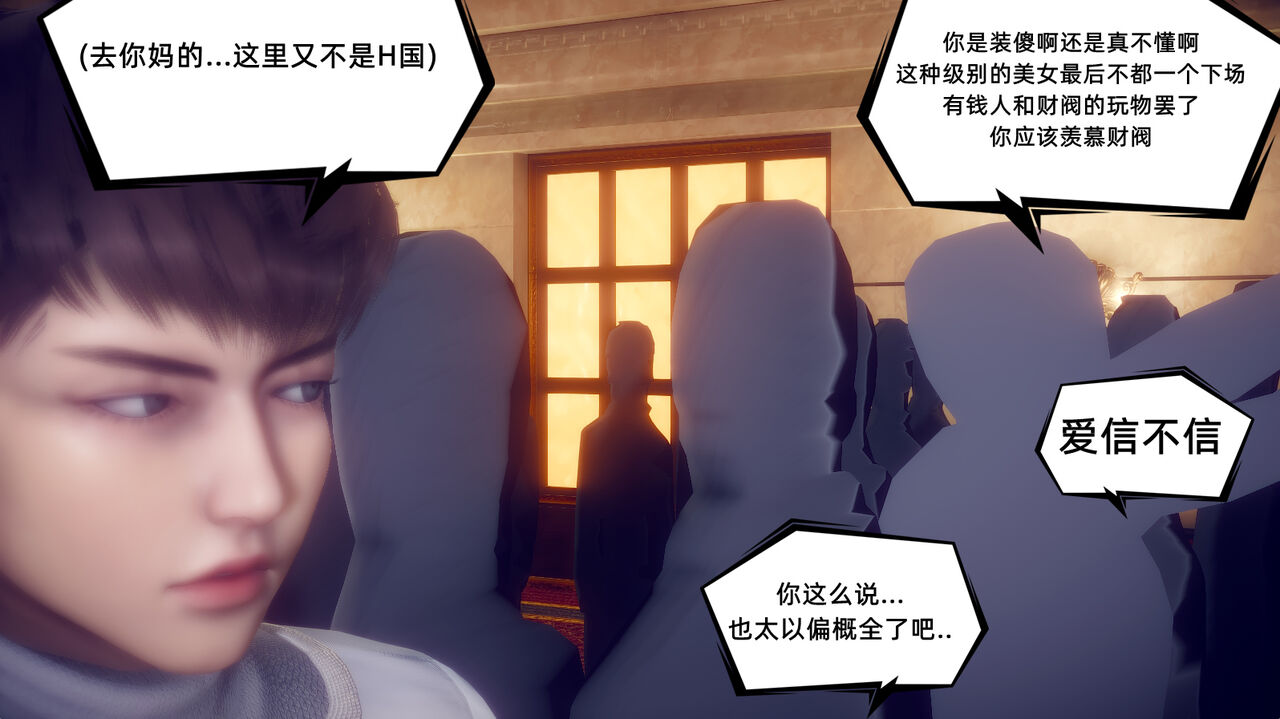 (去你妈的...这里又不是H国)
你是装傻啊还是真不懂啊
这种级别的美女最后不都一个下场
有钱人和财阀的玩物罢了
你应该羡慕财阀
爱信不信
你这么说...
也太以偏概全了吧..